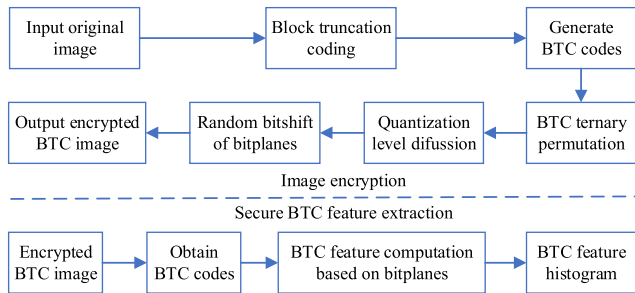 Input original
image
Block truncation
coding
Generate
BTC codes
Output encrypted
BTC image
Random bitshift
of bitplanes
Quantization
level difussion
BTC ternary
permutation
Image encryption
Secure BTC feature extraction
Encrypted
BTC image
Obtain
BTC codes
BTC feature computation
based on bitplanes
BTC feature
histogram